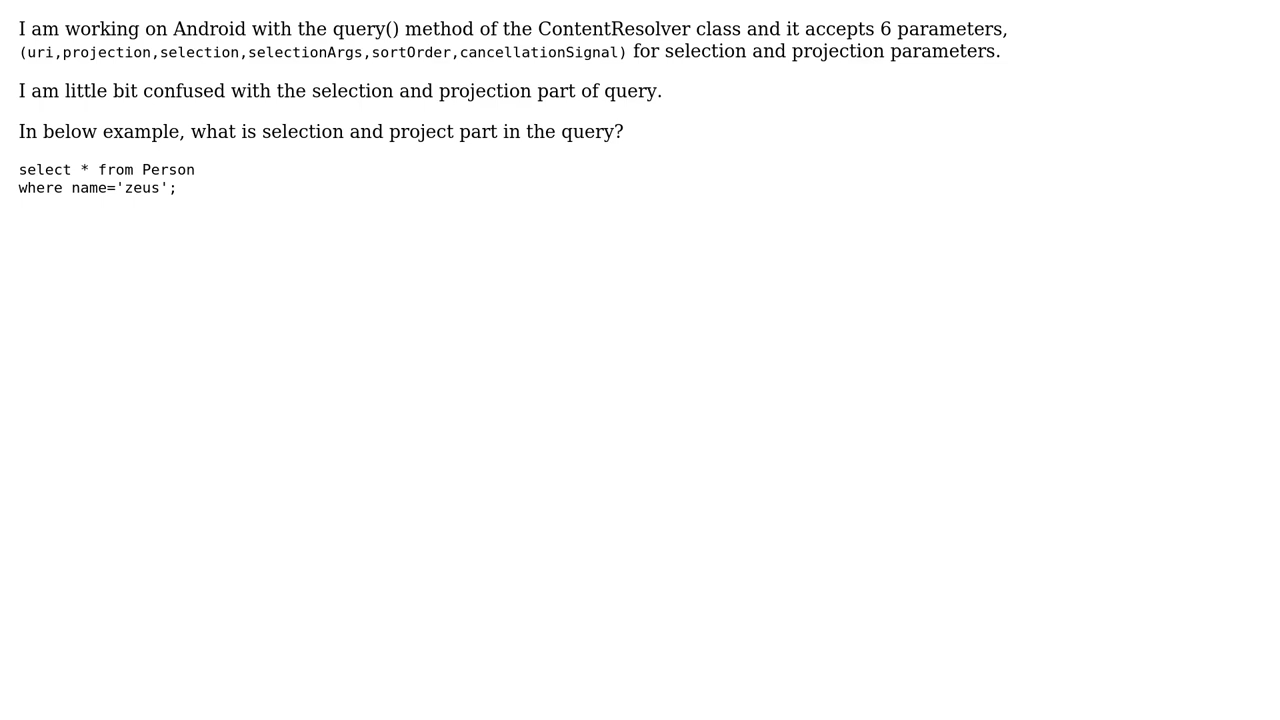 I am working on Android with the query() method of the ContentResolver class and it accepts 6 parameters,
(uri,projection,selection,selectionArgs,sortOrder,cancellationSignal) for selection and projection parameters.
I am little bit confused with the selection and projection part of query.
In below example, what is selection and project part in the query?
select * from Person
where name='zeus';